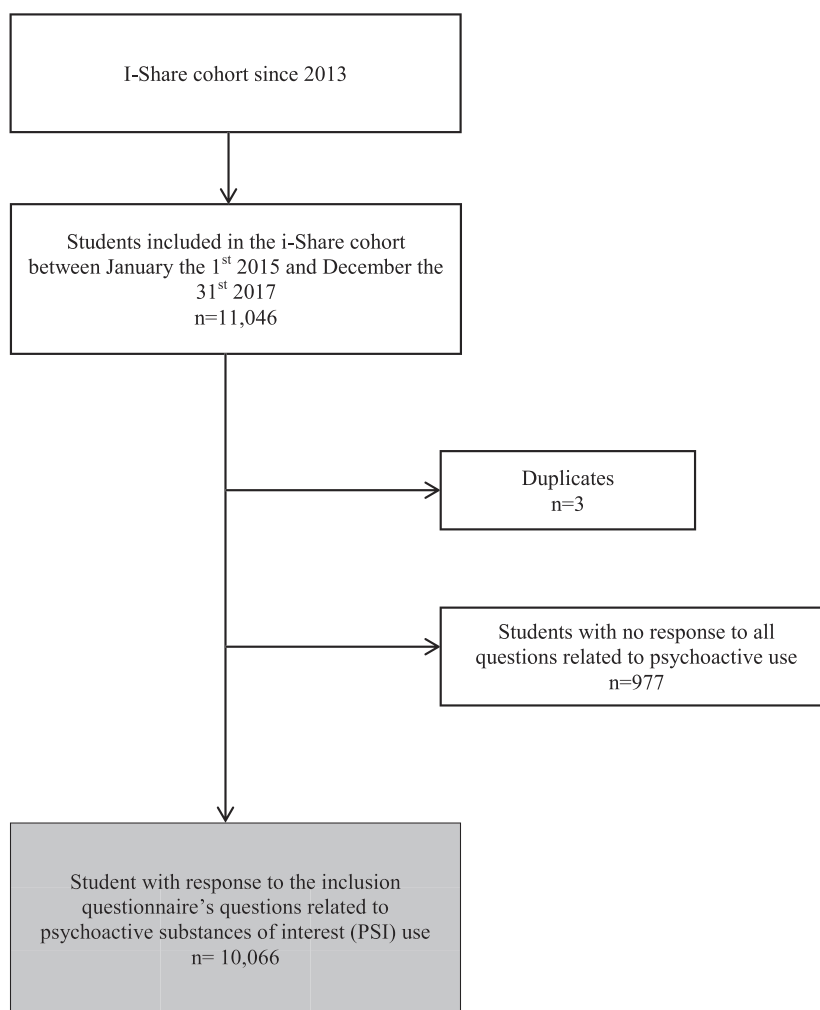 I-Share cohort since 2013
Students included in the i-Share cohort
between January the 1st 2015 and December the
31st 2017
n=11,046
Duplicates
n=3
Students with no response to all
questions related to psychoactive use
n=977
Student with response to the inclusion
questionnaire’s questions related to
psychoactive substances of interest (PSI) use
n= 10,066